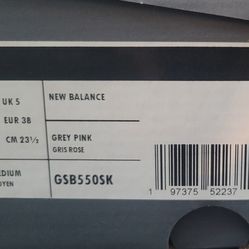 UK 5
EUR 38
CM 23½
NEW BALANCE
GREY PINK
GRIS ROSE
EDIUM
OYEN
GSB550SK
1 97375 52237